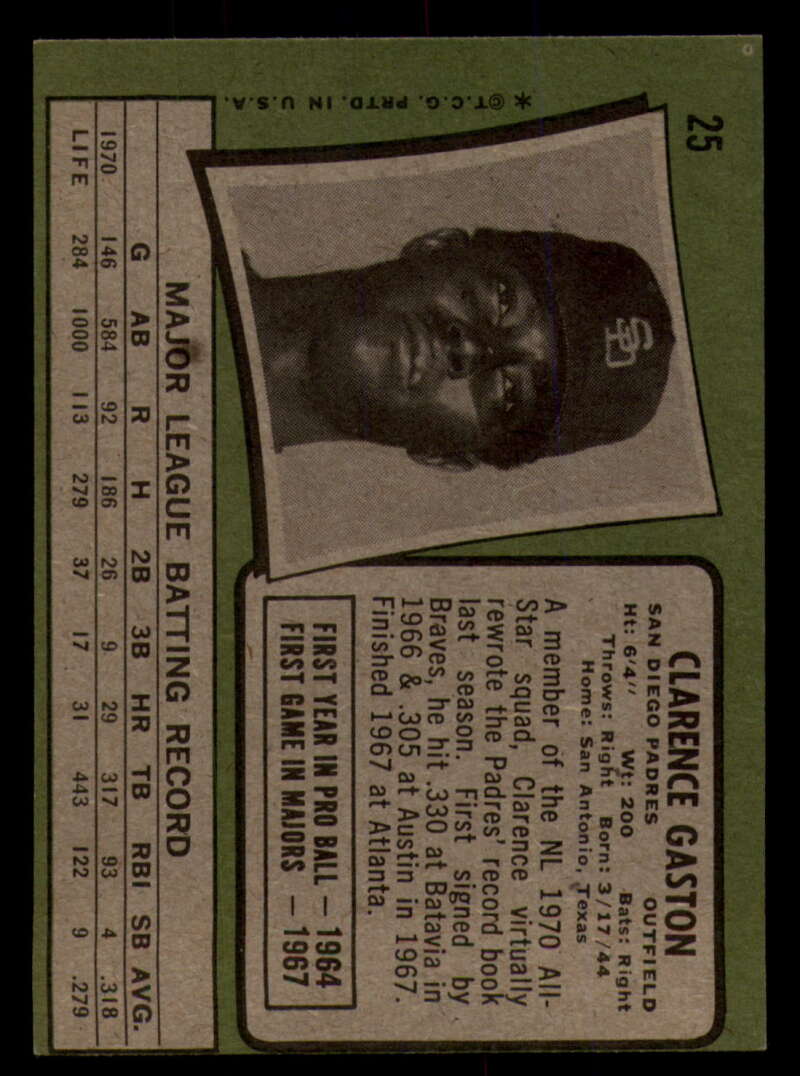 25
*©T.C.G. PRTD. IN U.S.A.
SD
CLARENCE GASTON
SAN DIEGO PADRES OUTFIELD
Ht: 6'4" Wt: 200 Bats: Right
Throws: Right Born: 3/17/44
Home: San Antonio, Texas
A member of the NL 1970 All-
Star squad, Clarence virtually
rewrote the Padres' record book
last season. First signed by
Braves, he hit .330 at Batavia in
1966 & .305 at Austin in 1967.
Finished 1967 at Atlanta.
FIRST YEAR IN PRO BALL — 1964
FIRST GAME IN MAJORS — 1967
MAJOR LEAGUE BATTING RECORD
G AB R H 2B 3B HR TB RBI SB AVG.
1970 146 584 92 186 26 9 29 317 93 4 .318
LIFE 284 1000 113 279 37 17 31 443 122 9 .279